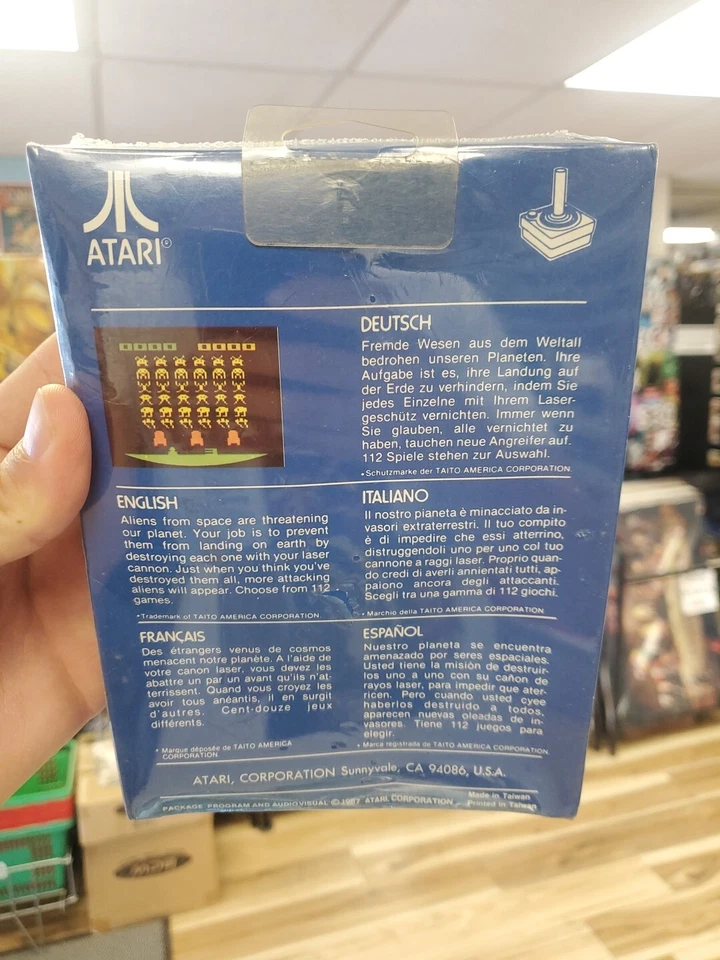 ATARI®
DEUTSCH
Fremde Wesen aus dem Weltall
bedrohen unseren Planeten. Ihre
Aufgabe ist es, ihre Landung auf
der Erde zu verhindern, indem Sie
jedes Einzelne mit Ihrem Laser-
geschütz vernichten. Immer wenn
Sie glauben, alle vernichtet zu
haben, tauchen neue Angreifer auf.
112 Spiele stehen zur Auswahl.
• Schutzmarke der TAITO AMERICA CORPORATION
ENGLISH
Aliens from space are threatening
our planet. Your job is to prevent
them from landing on earth by
destroying each one with your laser
cannon. Just when you think you've
destroyed them all, more attacking
aliens will appear. Choose from 112
games.
*Trademark of TAITO AMERICA CORPORATION.
ITALIANO
Il nostro pianeta è minacciato da in-
vasori extraterrestri. Il tuo compito
è di impedire che essi atterrino,
distruggendoli uno per uno col tuo
cannone a raggi laser. Proprio quan-
do credi di averli annientati tutti, ap-
paiono ancora degli attaccanti.
Scegli tra una gamma di 112 giochi.
• Marchio della TAITO AMERICA CORPORATION.
FRANÇAIS
Des étrangers venus de cosmos
menacent notre planète. A l'aide de
votre canon laser, vous devez les
abattre un par un avant qu'ils n'at-
terrissent. Quand vous croyez les
avoir tous anéantis, il en surgit
d'autres. Cent-douze jeux
différents.
• Marque déposée de TAITO AMERICA
CORPORATION.
ESPAÑOL
Nuestro planeta se encuentra
amenazado por seres espaciales.
Usted tiene la misión de destruir-
los uno a uno con su cañon de
rayos laser, para impedir que ater-
ricen. Pero cuando usted cyee
haberlos destruido a todos,
aparecen nuevas oleadas de in-
vasores. Tiene 112 juegos para
elegir.
• Marca registrada de TAITO AMERICA CORPORATION.
ATARI, CORPORATION Sunnyvale, CA 94086, U.S.A.
PACKAGE PROGRAM AND AUDIOVISUAL © 1987 ATARI CORPORATION
Made in Taiwan
Printed in Taiwan